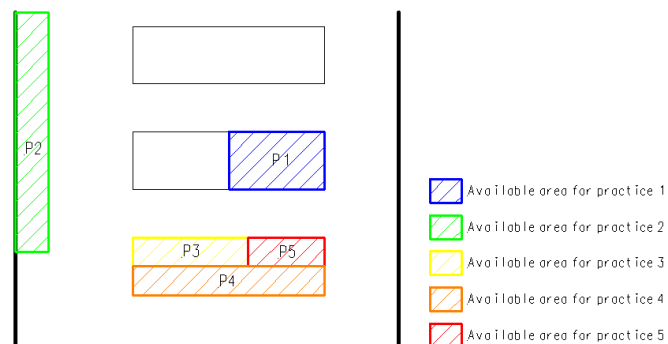 P2
P1
P3
P5
P4
Available area for practice 1
Available area for practice 2
Available area for practice 3
Available area for practice 4
Available area for practice 5